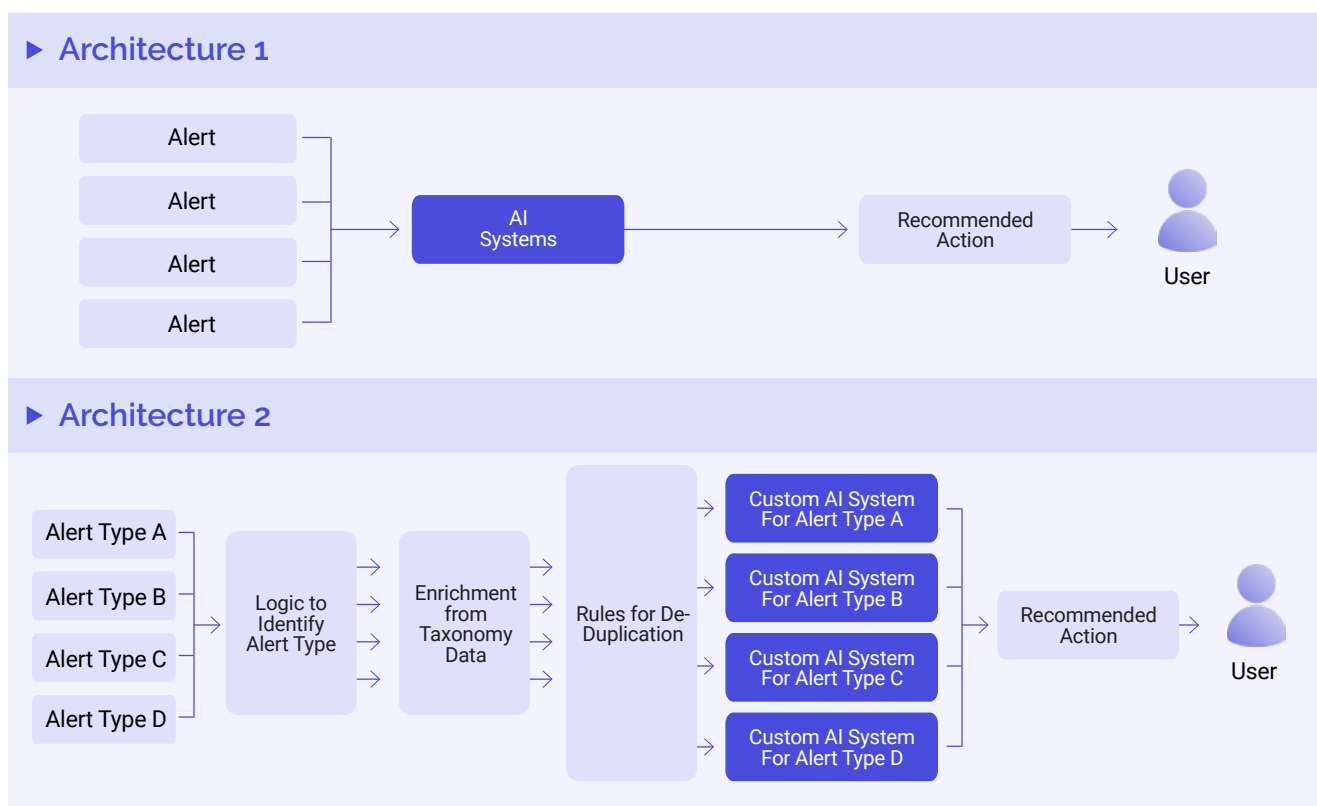 Architecture 1
Alert
Alert
Alert
Alert
AI
Systems
Recommended
Action
User
Architecture 2
Alert Type A
Alert Type B
Alert Type C
Alert Type D
Logic to
Identify
Alert Type
Enrichment
from
Taxonomy
Data
Rules for De-
Duplication
Custom AI System
For Alert Type A
Custom AI System
For Alert Type B
Custom AI System
For Alert Type C
Custom AI System
For Alert Type D
Recommended
Action
User